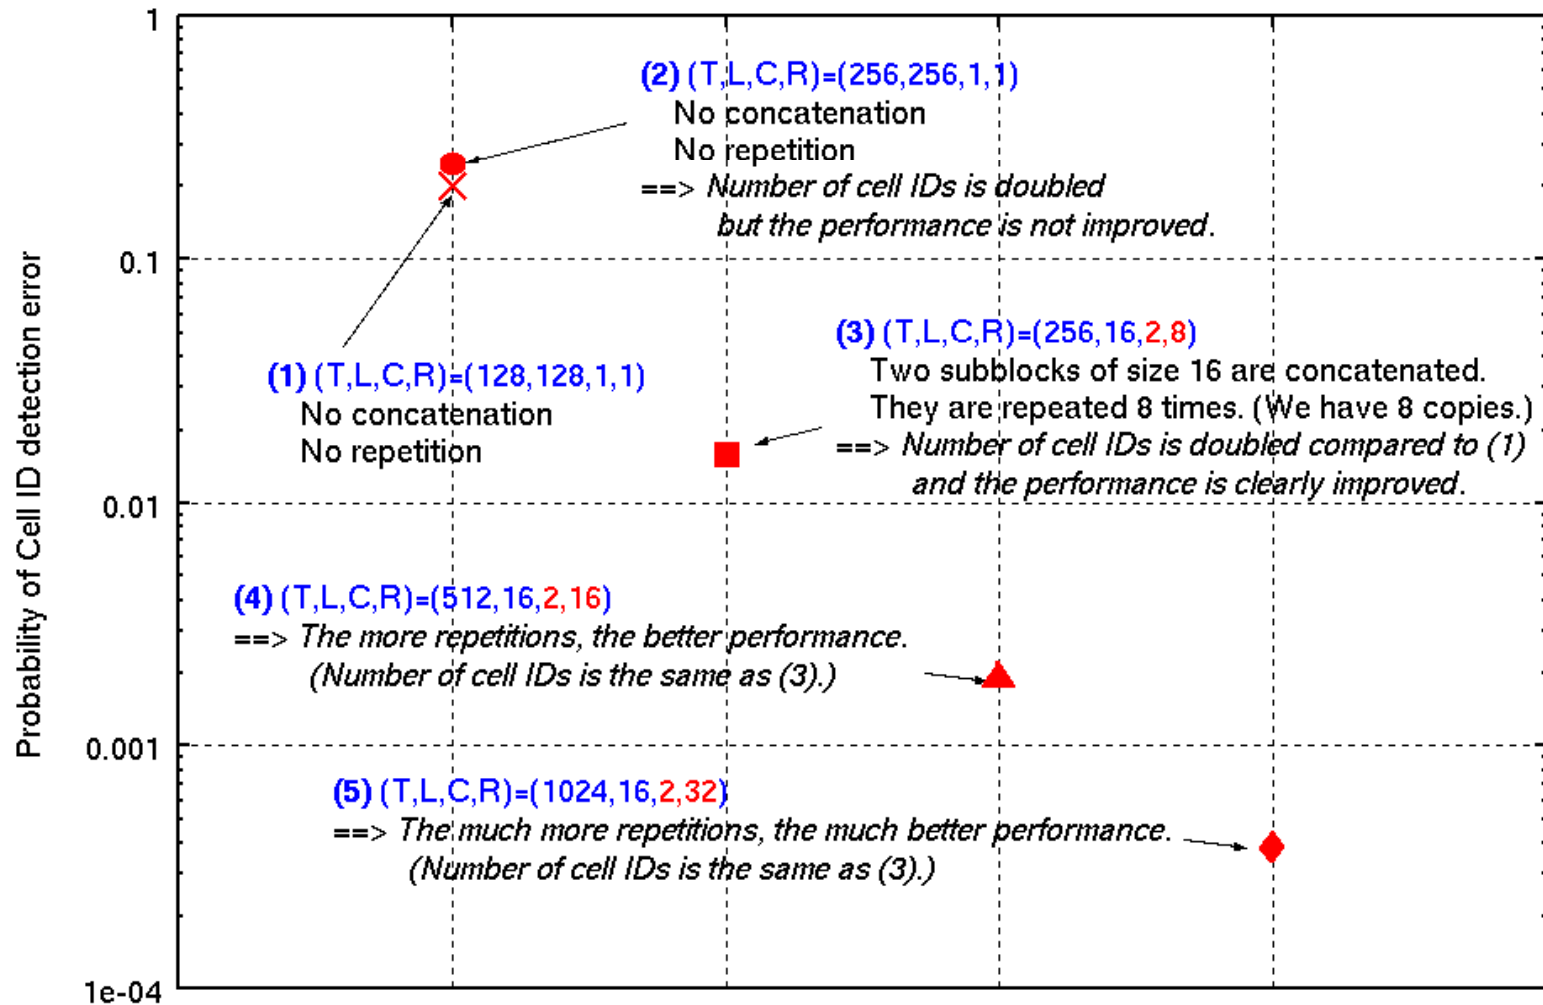 1
(2) (T,L,C,R)=(256,256,1,1)
No concatenation
No repetition
==> Number of cell IDs is doubled
but the performance is not improved.
0.1
(3) (T,L,C,R)=(256,16,2,8)
Two subblocks of size 16 are concatenated.
They are repeated 8 times. (We have 8 copies.)
==> Number of cell IDs is doubled compared to (1)
and the performance is clearly improved.
(1) (T,L,C,R)=(128,128,1,1)
No concatenation
No repetition
Probability of Cell ID detection error
0.01
(4) (T,L,C,R)=(512,16,2,16)
==> The more repetitions, the better performance.
(Number of cell IDs is the same as (3).)
0.001
(5) (T,L,C,R)=(1024,16,2,32)
==> The much more repetitions, the much better performance.
(Number of cell IDs is the same as (3).)
1e-04